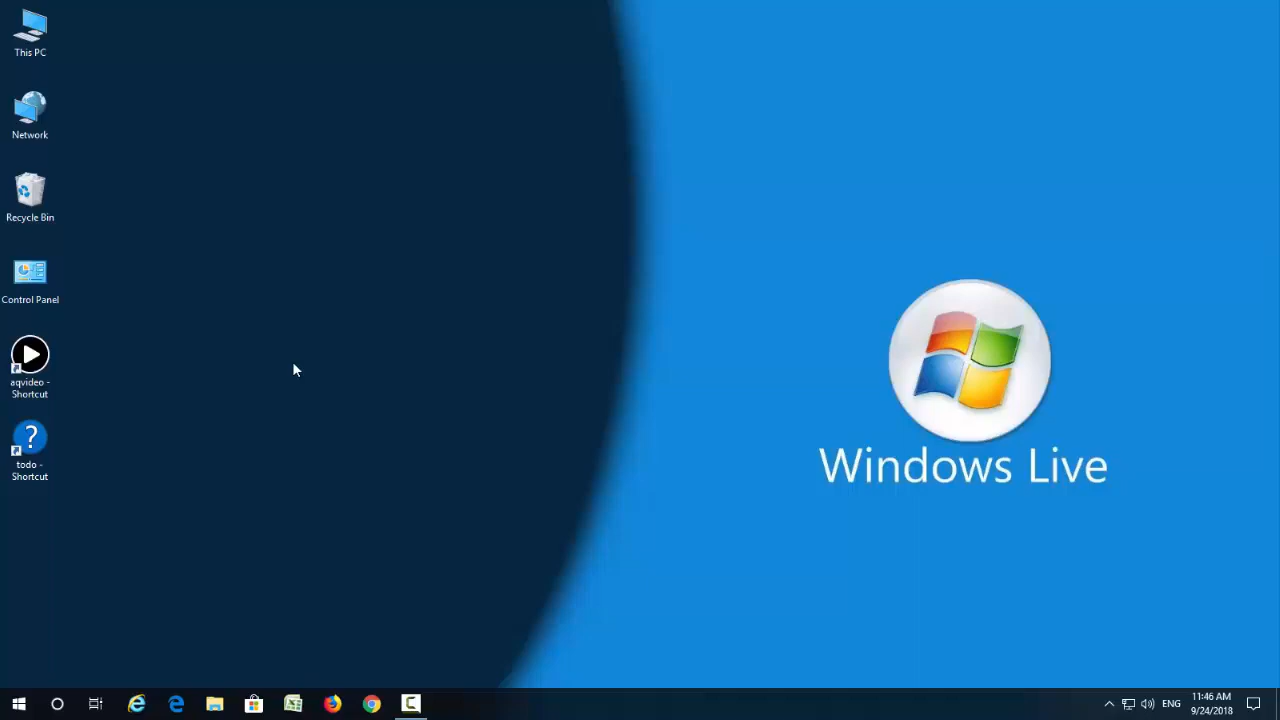 This PC
Network
Recycle Bin
Control Panel
aqvideo -
Shortcut
todo -
Shortcut
Windows Live
ENG
11:46 AM
9/24/2018